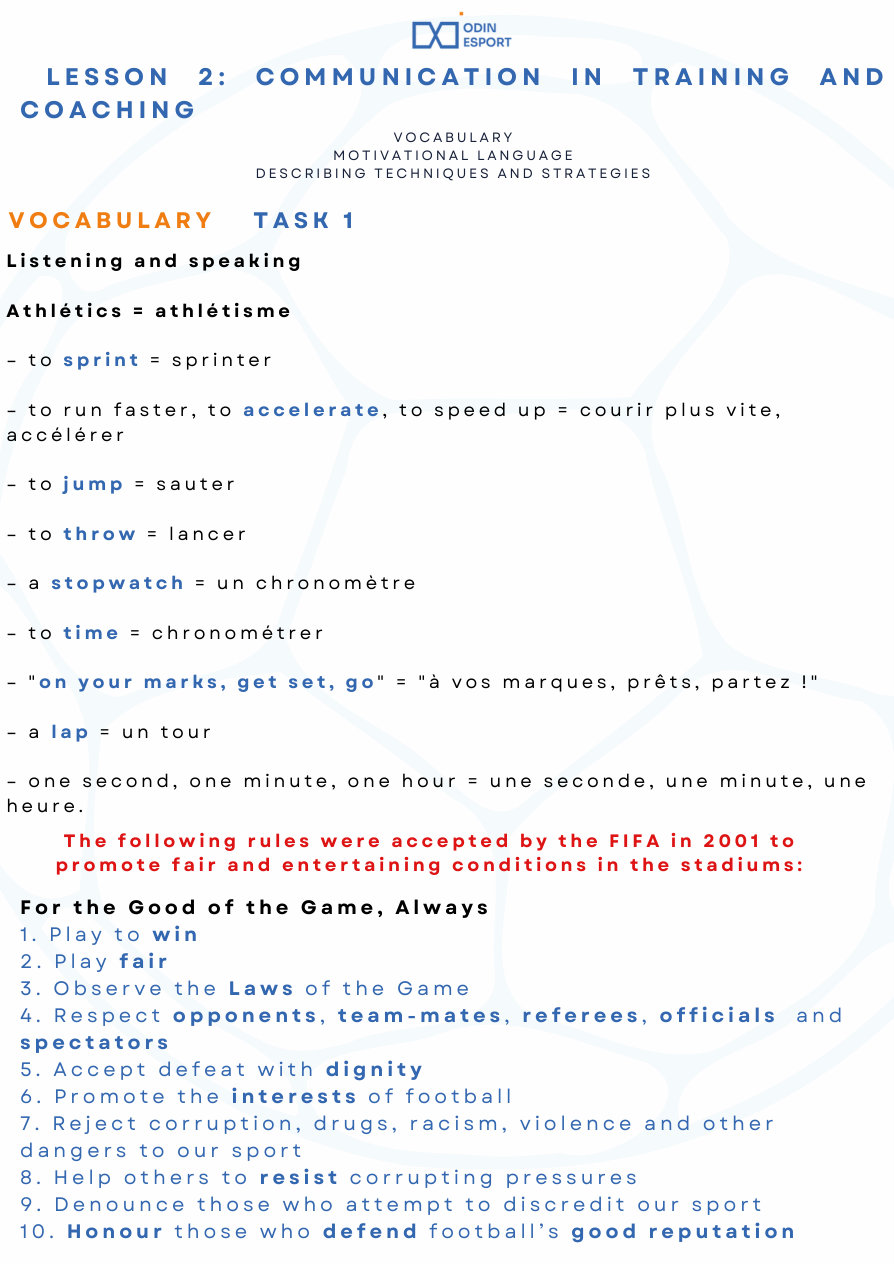 ODIN
ESPORT
LESSON 2: COMMUNICATION IN TRAINING AND
COACHING
VOCABULARY
MOTIVATIONAL LANGUAGE
DESCRIBING TECHNIQUES AND STRATEGIES
VOCABULARY TASK 1
Listening and speaking
Athlétics = athlétisme
– to sprint = sprinter
– to run faster, to accelerate, to speed up = courir plus vite,
accélérer
– to jump = sauter
– to throw = lancer
– a stopwatch = un chronomètre
– to time = chronométrer
– "on your marks, get set, go" = "à vos marques, prêts, partez !"
– a lap = un tour
– one second, one minute, one hour = une seconde, une minute, une
heure.
The following rules were accepted by the FIFA in 2001 to
promote fair and entertaining conditions in the stadiums:
For the Good of the Game, Always
1. Play to win
2. Play fair
3. Observe the Laws of the Game
4. Respect opponents, team-mates, referees, officials and
spectators
5. Accept defeat with dignity
6. Promote the interests of football
7. Reject corruption, drugs, racism, violence and other
dangers to our sport
8. Help others to resist corrupting pressures
9. Denounce those who attempt to discredit our sport
10. Honour those who defend football’s good reputation